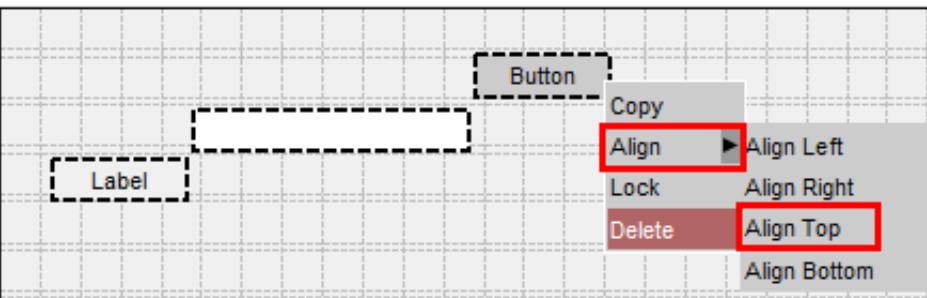 Button
Label
Copy
Align
Lock
Delete
Align Left
Align Right
Align Top
Align Bottom